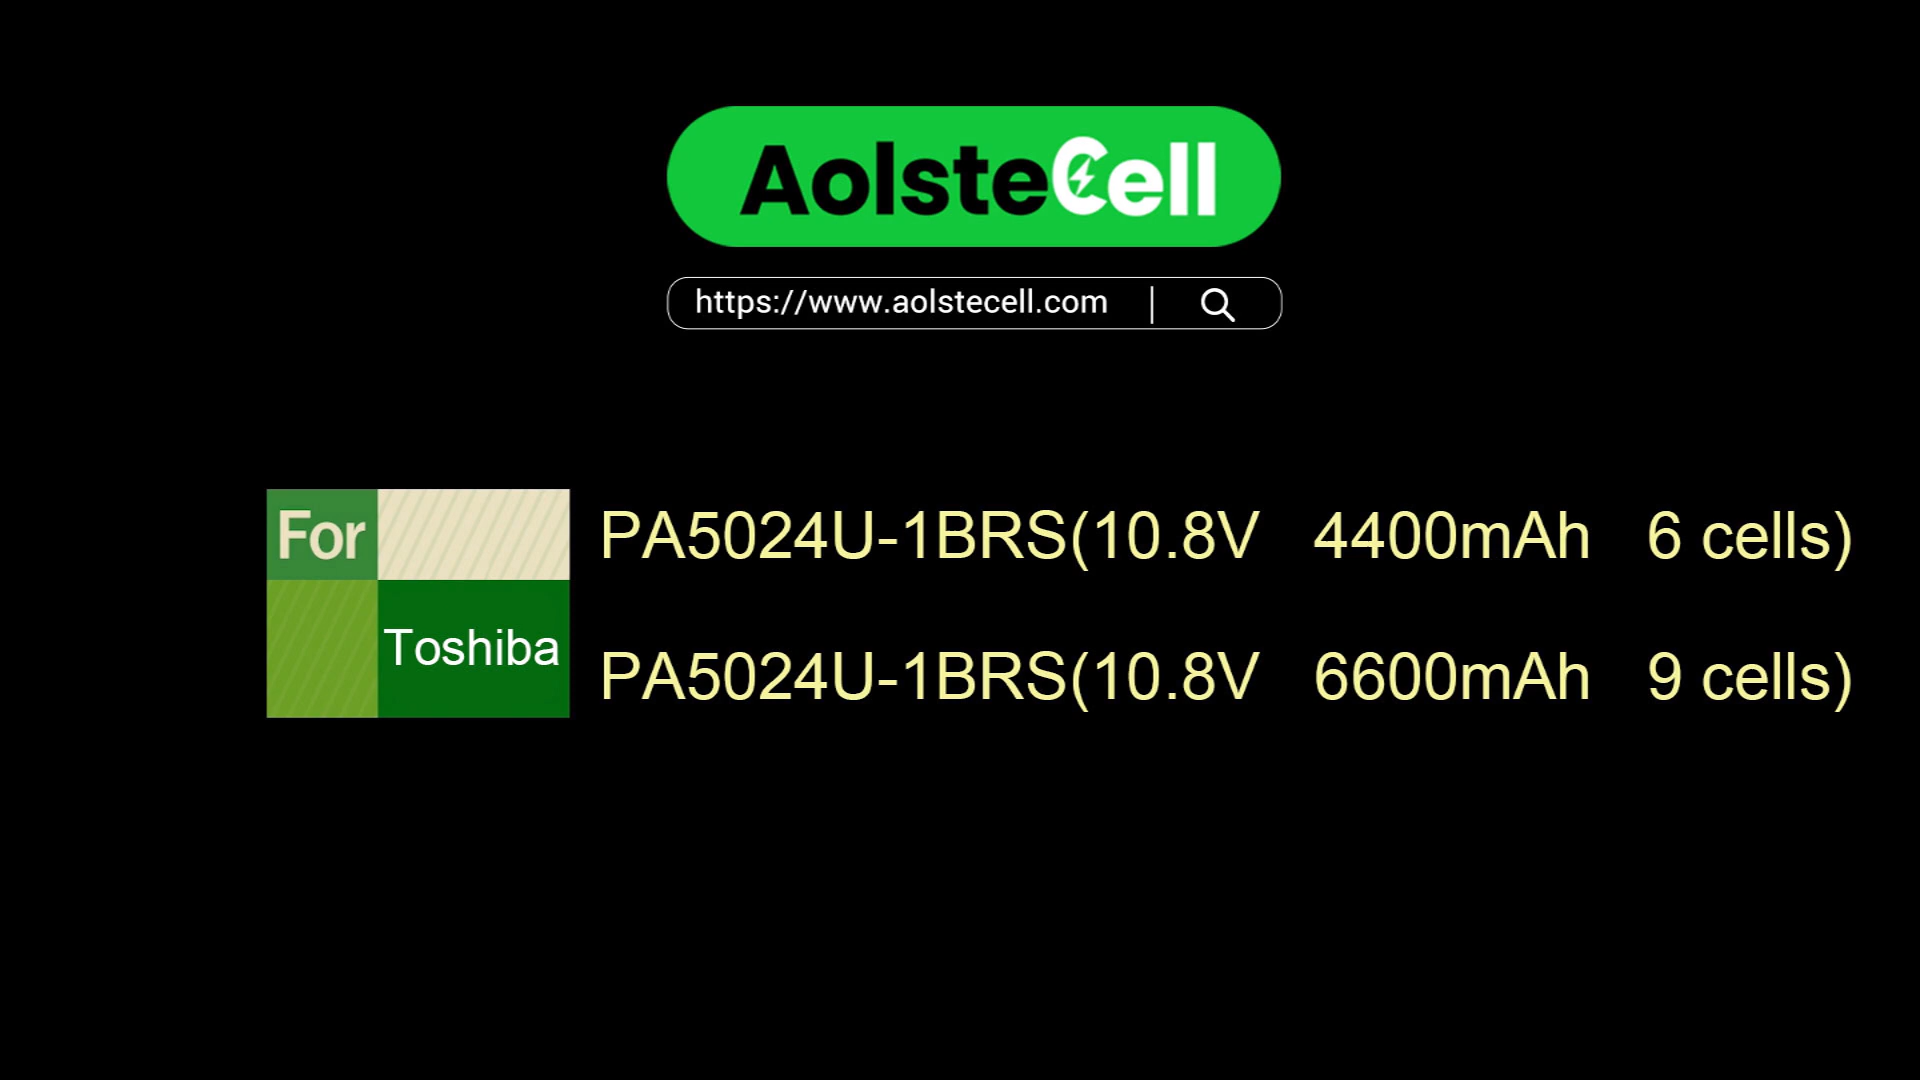 AolsteCell
https://www.aolstecell.com
For
Toshiba
PA5024U-1BRS(10.8V 4400mAh 6 cells)
PA5024U-1BRS(10.8V 6600mAh 9 cells)